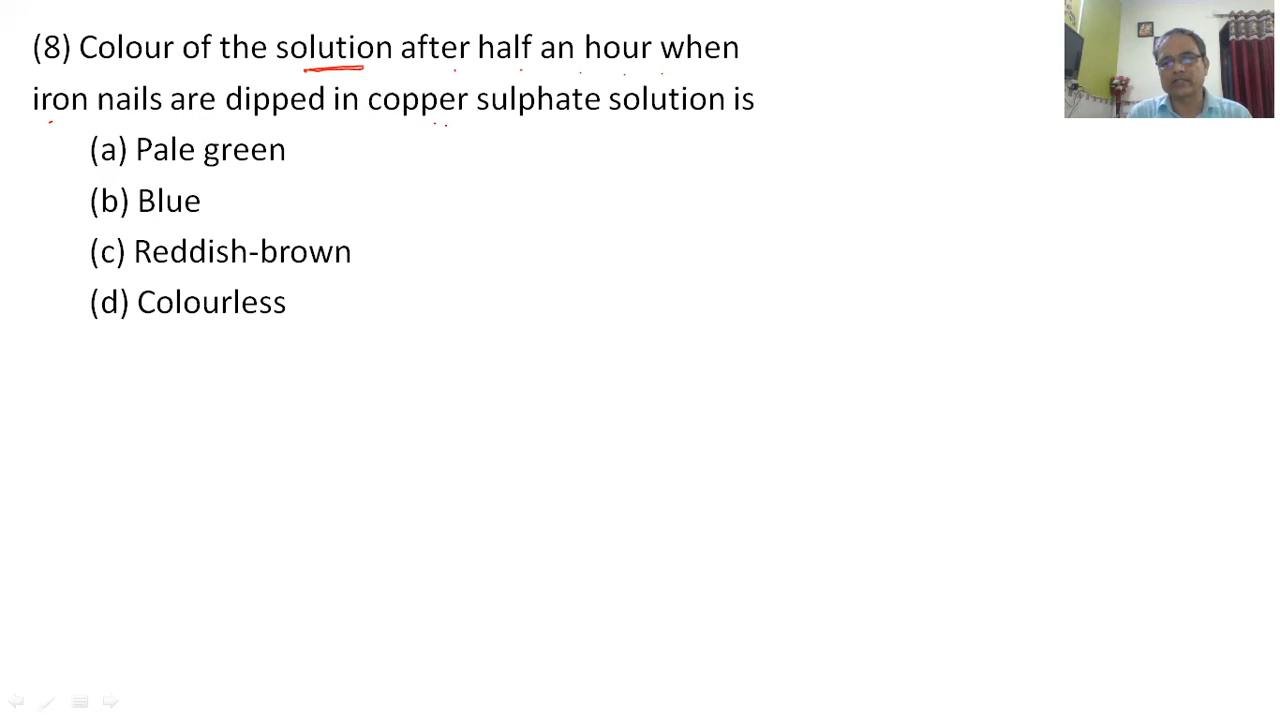 (8) Colour of the solution after half an hour when
iron nails are dipped in copper sulphate solution is
(a) Pale green
(b) Blue
(c) Reddish-brown
(d) Colourless